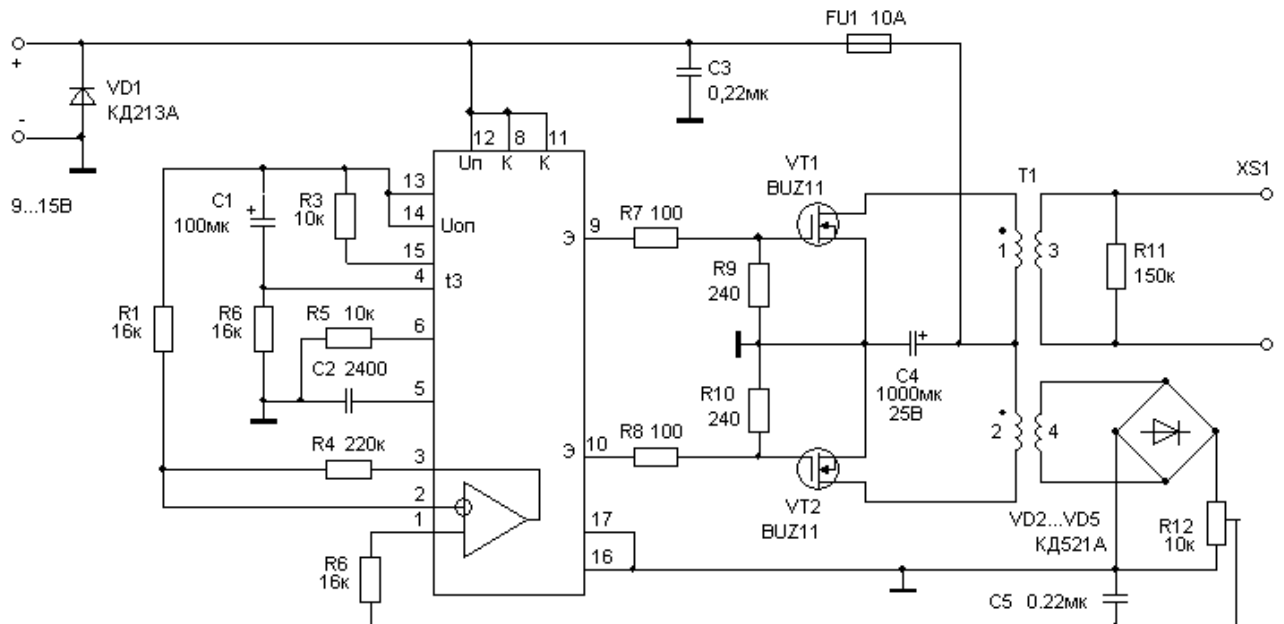 FU1 10А
+
-
VD1
КД213А
9...15В
C3
0,22мк
12 8 11
Uп К К
13
14
Uоп
15
4
t3
6
5
3
2
1
C1
+
100мк
R3
10к
R1
16к
R6
16к
R5 10к
C2 2400
R4 220к
R6
16к
Э 9
Э 10
17
16
R7 100
R9
240
R10
240
R8 100
VT1
BUZ11
VT2
BUZ11
C4
+
1000мк
25В
T1
1 3
2 4
XS1
R11
150к
VD2...VD5
КД521А
R12
10к
C5 0.22мк